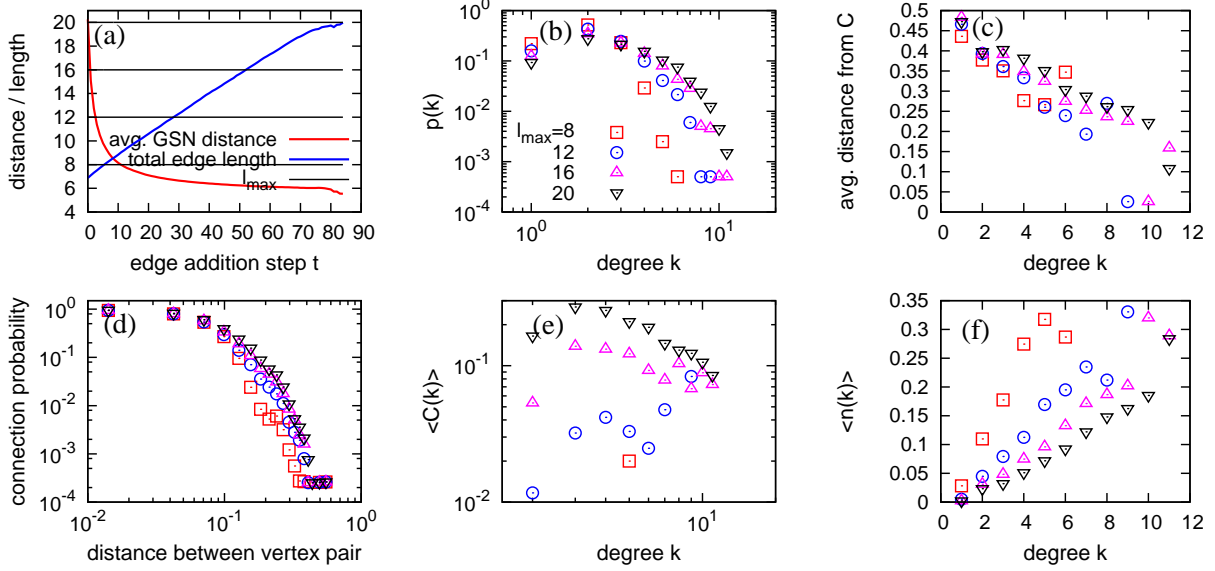 (a)
distance / length
20
18
16
14
12
10
8
6
4
avg. GSN distance
total edge length
l_max
0 10 20 30 40 50 60 70 80 90
edge addition step t
(b)
p(k)
10^0
10^-1
10^-2
10^-3
10^-4
l_max=8
12
16
20
10^0 10^1
degree k
(c)
avg. distance from C
0.5
0.45
0.4
0.35
0.3
0.25
0.2
0.15
0.1
0.05
0
0 2 4 6 8 10 12
degree k
(d)
connection probability
10^0
10^-1
10^-2
10^-3
10^-4
10^-2 10^-1 10^0
distance between vertex pair
(e)
<C(k)>
10^-1
10^-2
10^1
degree k
(f)
<n(k)>
0.35
0.3
0.25
0.2
0.15
0.1
0.05
0
0 2 4 6 8 10 12
degree k